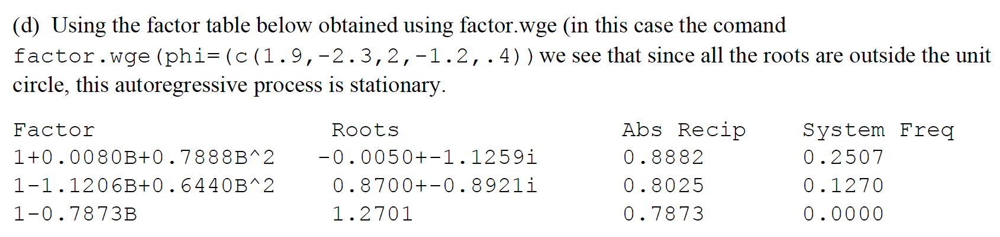 (d) Using the factor table below obtained using factor.wge (in this case the comand
factor.wge(phi=(c(1.9,-2.3,2,-1.2,.4)) we see that since all the roots are outside the unit
circle, this autoregressive process is stationary.
Factor Roots Abs Recip System Freq
1+0.0080B+0.7888B^2 -0.0050+-1.1259i 0.8882 0.2507
1-1.1206B+0.6440B^2 0.8700+-0.8921i 0.8025 0.1270
1-0.7873B 1.2701 0.7873 0.0000